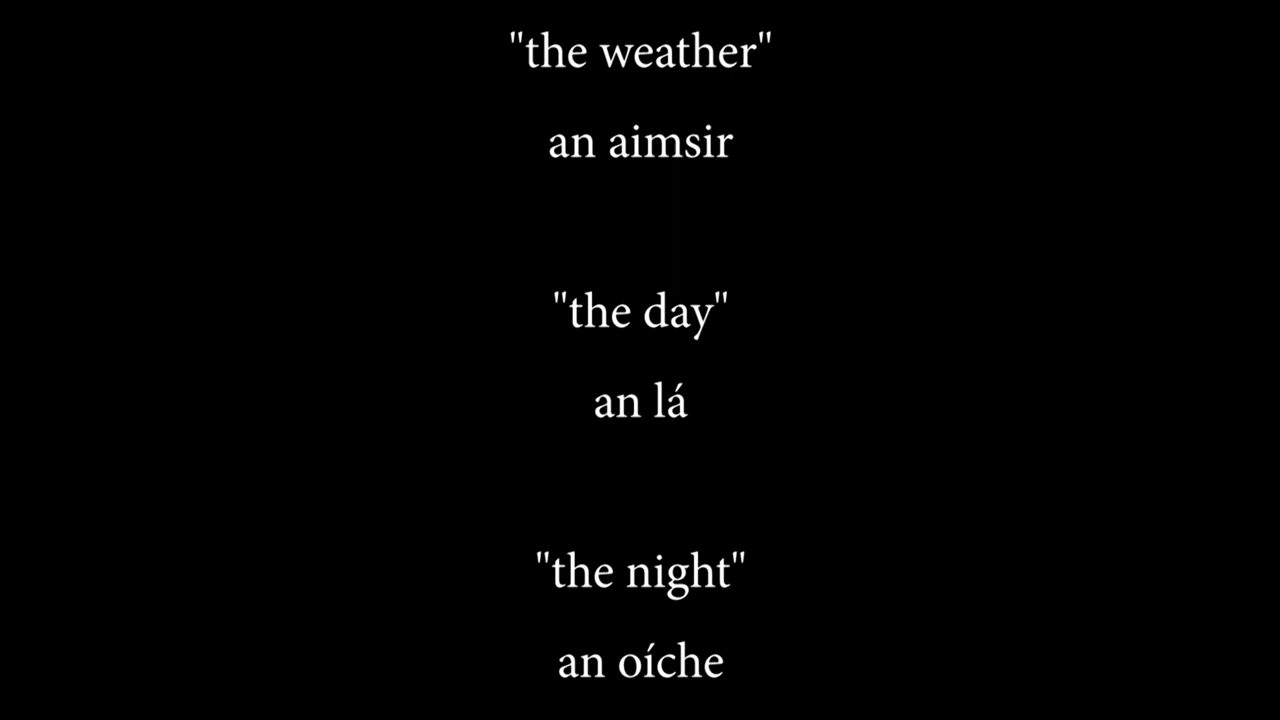 "the weather"
an aimsir
"the day"
an lá
"the night"
an oíche